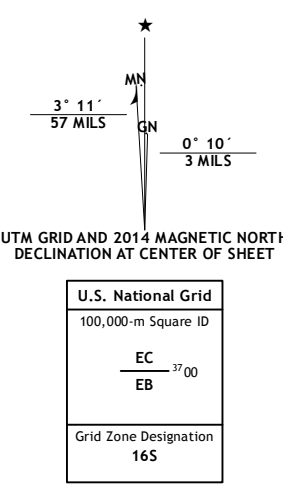 ★
MN
3° 11´
57 MILS
GN
0° 10´
3 MILS
UTM GRID AND 2014 MAGNETIC NORTH
DECLINATION AT CENTER OF SHEET
U.S. National Grid
100,000-m Square ID
EC
3700
EB
Grid Zone Designation
16S